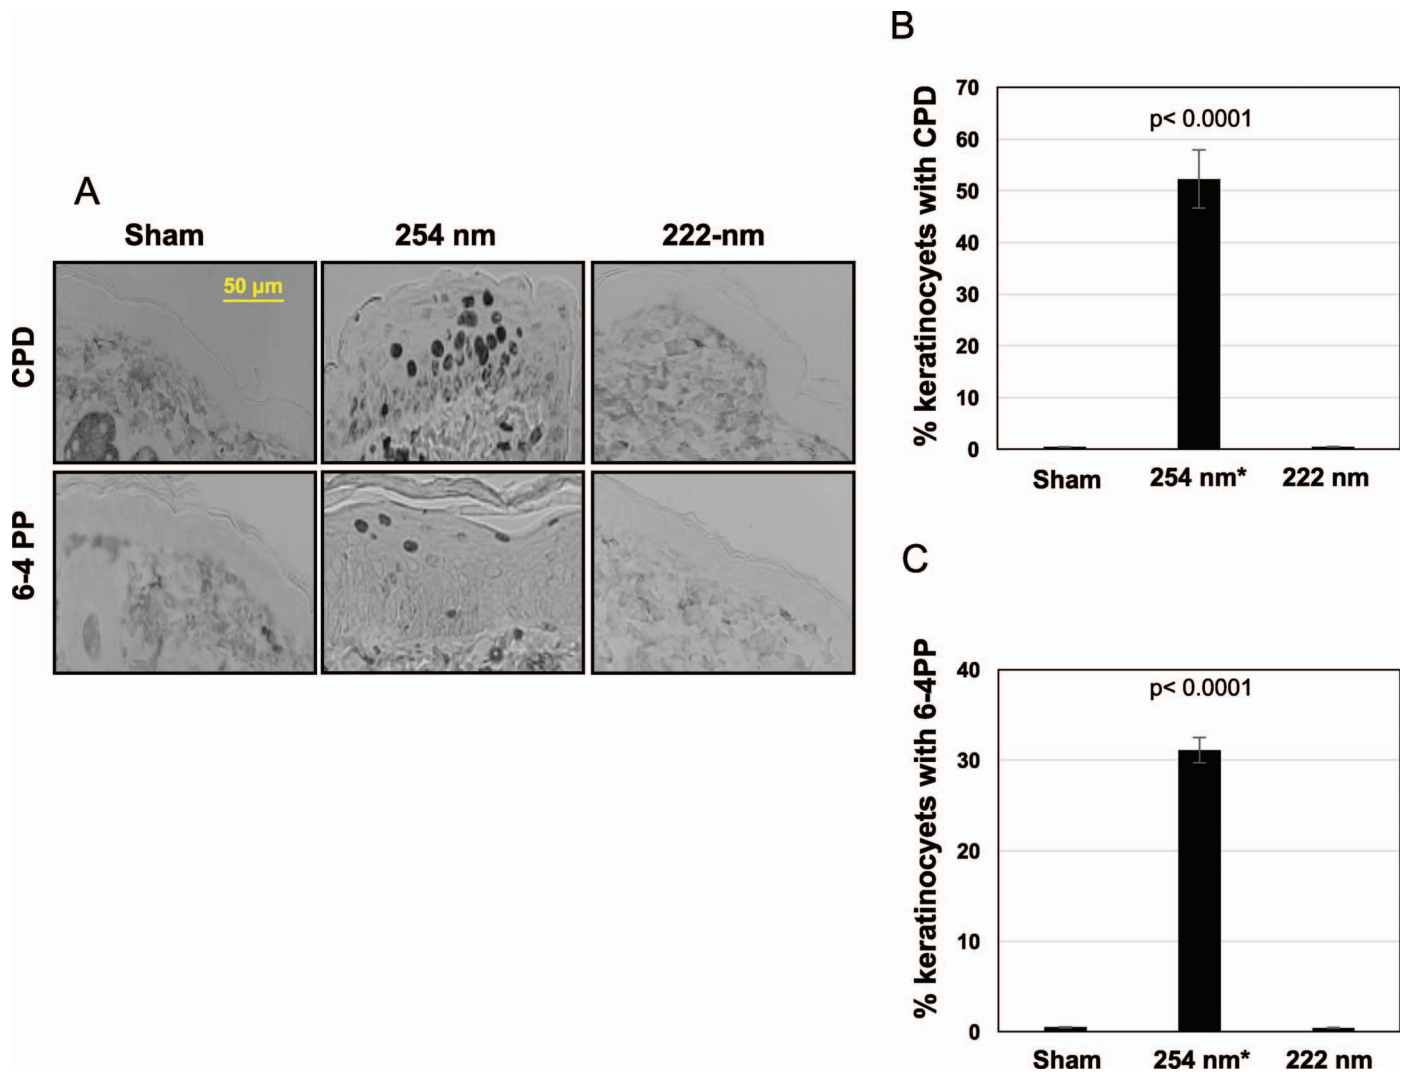 A
Sham 254 nm 222-nm
CPD
50 µm
6-4 PP
B
% keratinocyets with CPD
70
60
50
40
30
20
10
0
p< 0.0001
Sham 254 nm* 222 nm
C
% keratinocyets with 6-4PP
40
30
20
10
0
p< 0.0001
Sham 254 nm* 222 nm